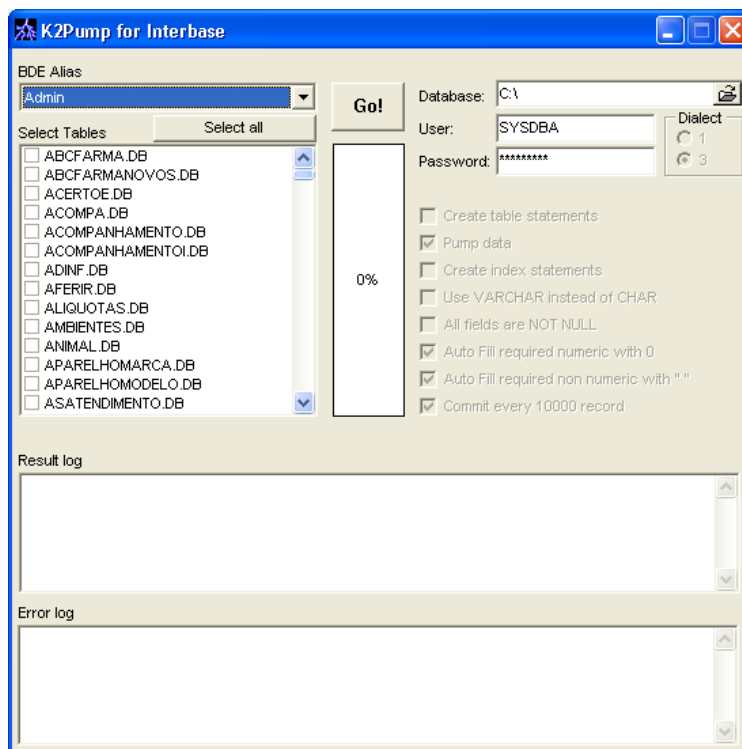 K2Pump for Interbase
BDE Alias
Admin
Select Tables
Select all
ABCFARMA.DB
ABCFARMANOVOS.DB
ACERTOE.DB
ACOMPA.DB
ACOMPANHAMENTO.DB
ACOMPANHAMENTOI.DB
ADINF.DB
AFERIR.DB
ALIQUOTAS.DB
AMBIENTES.DB
ANIMAL.DB
APARELHOMARCA.DB
APARELHOMODELO.DB
ASATENDIMENTO.DB
Go!
0%
Database: C:\
User: SYSDBA
Password: *********
Dialect
1
3
Create table statements
Pump data
Create index statements
Use VARCHAR instead of CHAR
All fields are NOT NULL
Auto Fill required numeric with 0
Auto Fill required non numeric with " "
Commit every 10000 record
Result log
Error log